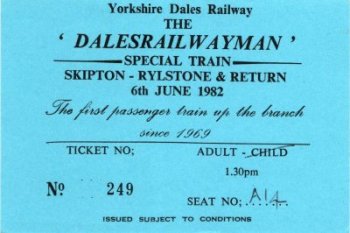 Yorkshire Dales Railway
THE
' DALESRAILWAYMAN '
SPECIAL TRAIN
SKIPTON - RYLSTONE & RETURN
6th JUNE 1982
The first passenger train up the branch
since 1969
TICKET NO; ADULT - CHILD
1.30pm
No. 249 SEAT NO; A14
ISSUED SUBJECT TO CONDITIONS